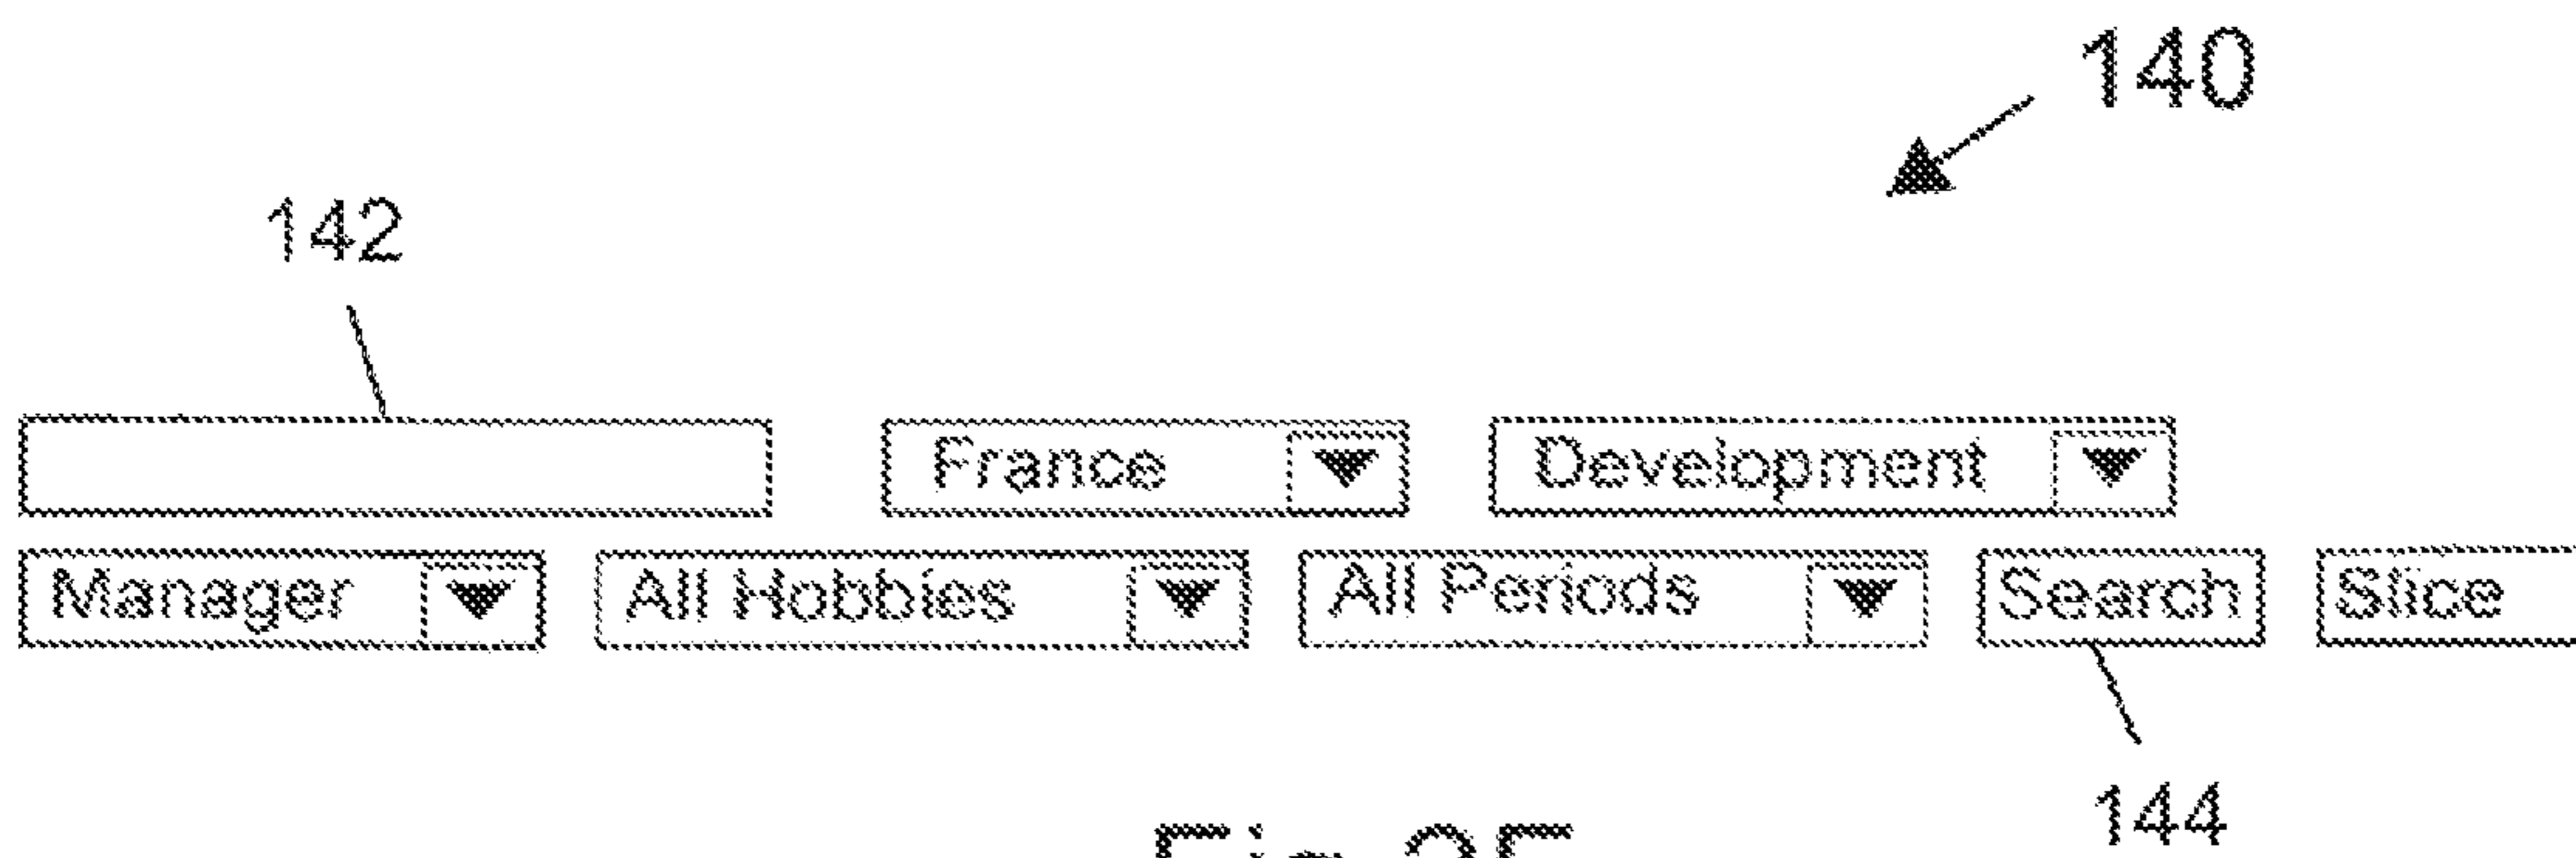 140
142
France Development
Manager All Hobbies All Periods Search Slice
144